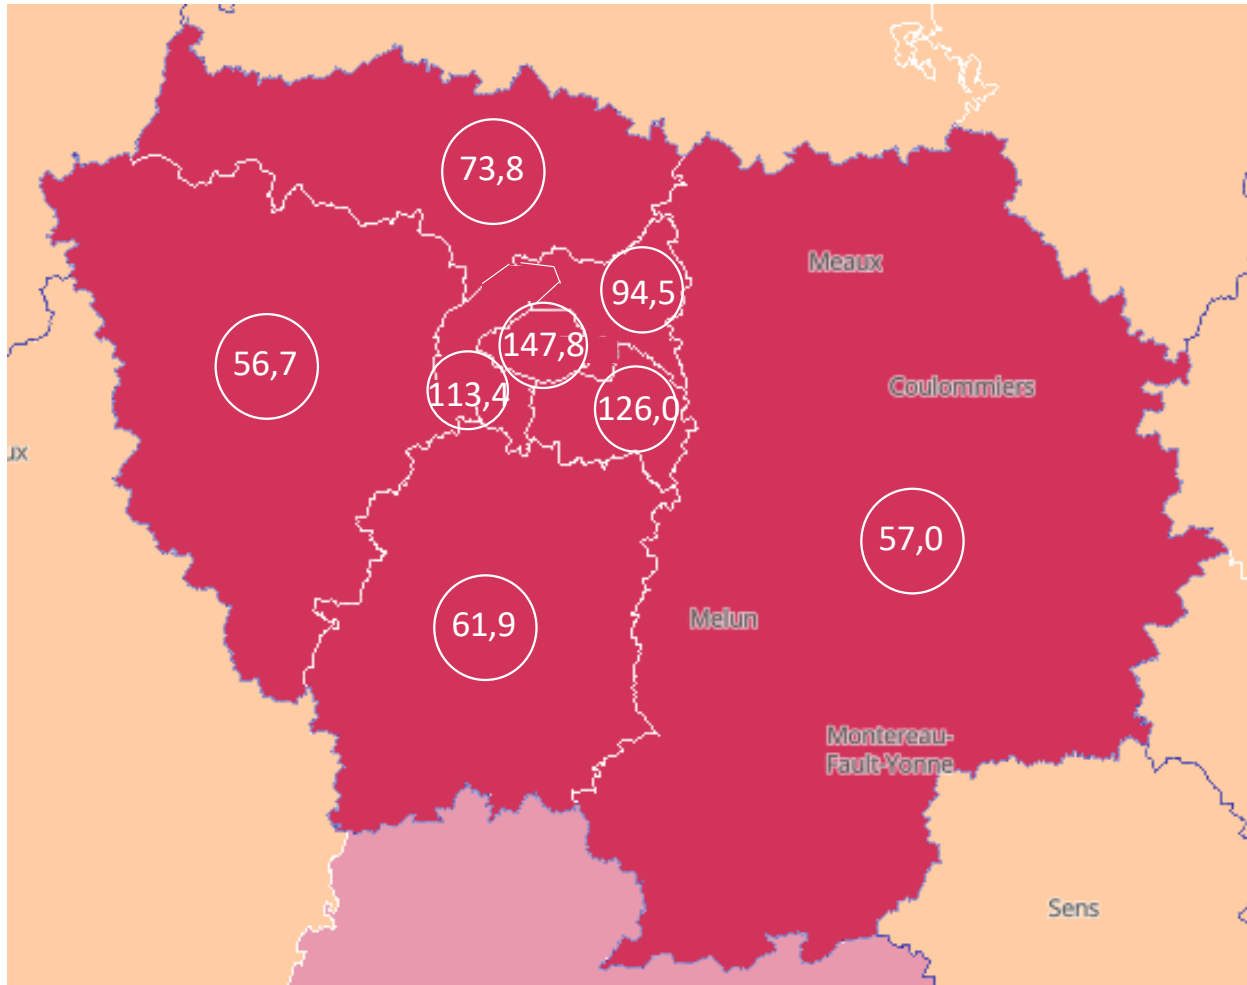 73,8
Meaux
94,5
147,8
56,7
113,4
Coulommiers
126,0
ux
57,0
61,9
Melun
Montereau-
Fault-Yonne
Sens